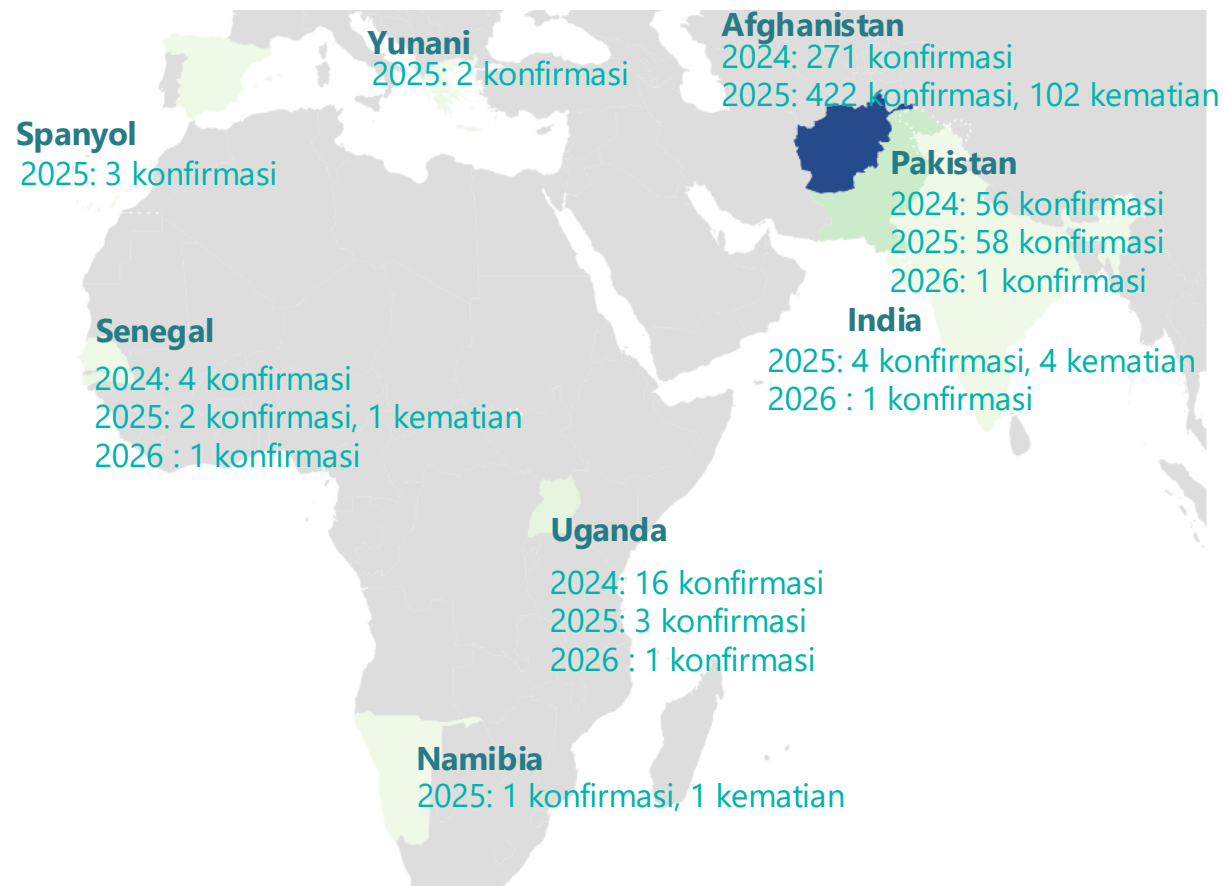 Yunani
2025: 2 konfirmasi
Afghanistan
2024: 271 konfirmasi
2025: 422 konfirmasi, 102 kematian
Spanyol
2025: 3 konfirmasi
Pakistan
2024: 56 konfirmasi
2025: 58 konfirmasi
2026: 1 konfirmasi
India
2025: 4 konfirmasi, 4 kematian
2026 : 1 konfirmasi
Senegal
2024: 4 konfirmasi
2025: 2 konfirmasi, 1 kematian
2026 : 1 konfirmasi
Uganda
2024: 16 konfirmasi
2025: 3 konfirmasi
2026 : 1 konfirmasi
Namibia
2025: 1 konfirmasi, 1 kematian